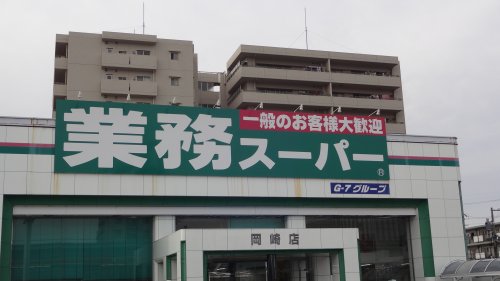 一般のお客様大歓迎
業務スーパー®
G-7グループ
岡崎店